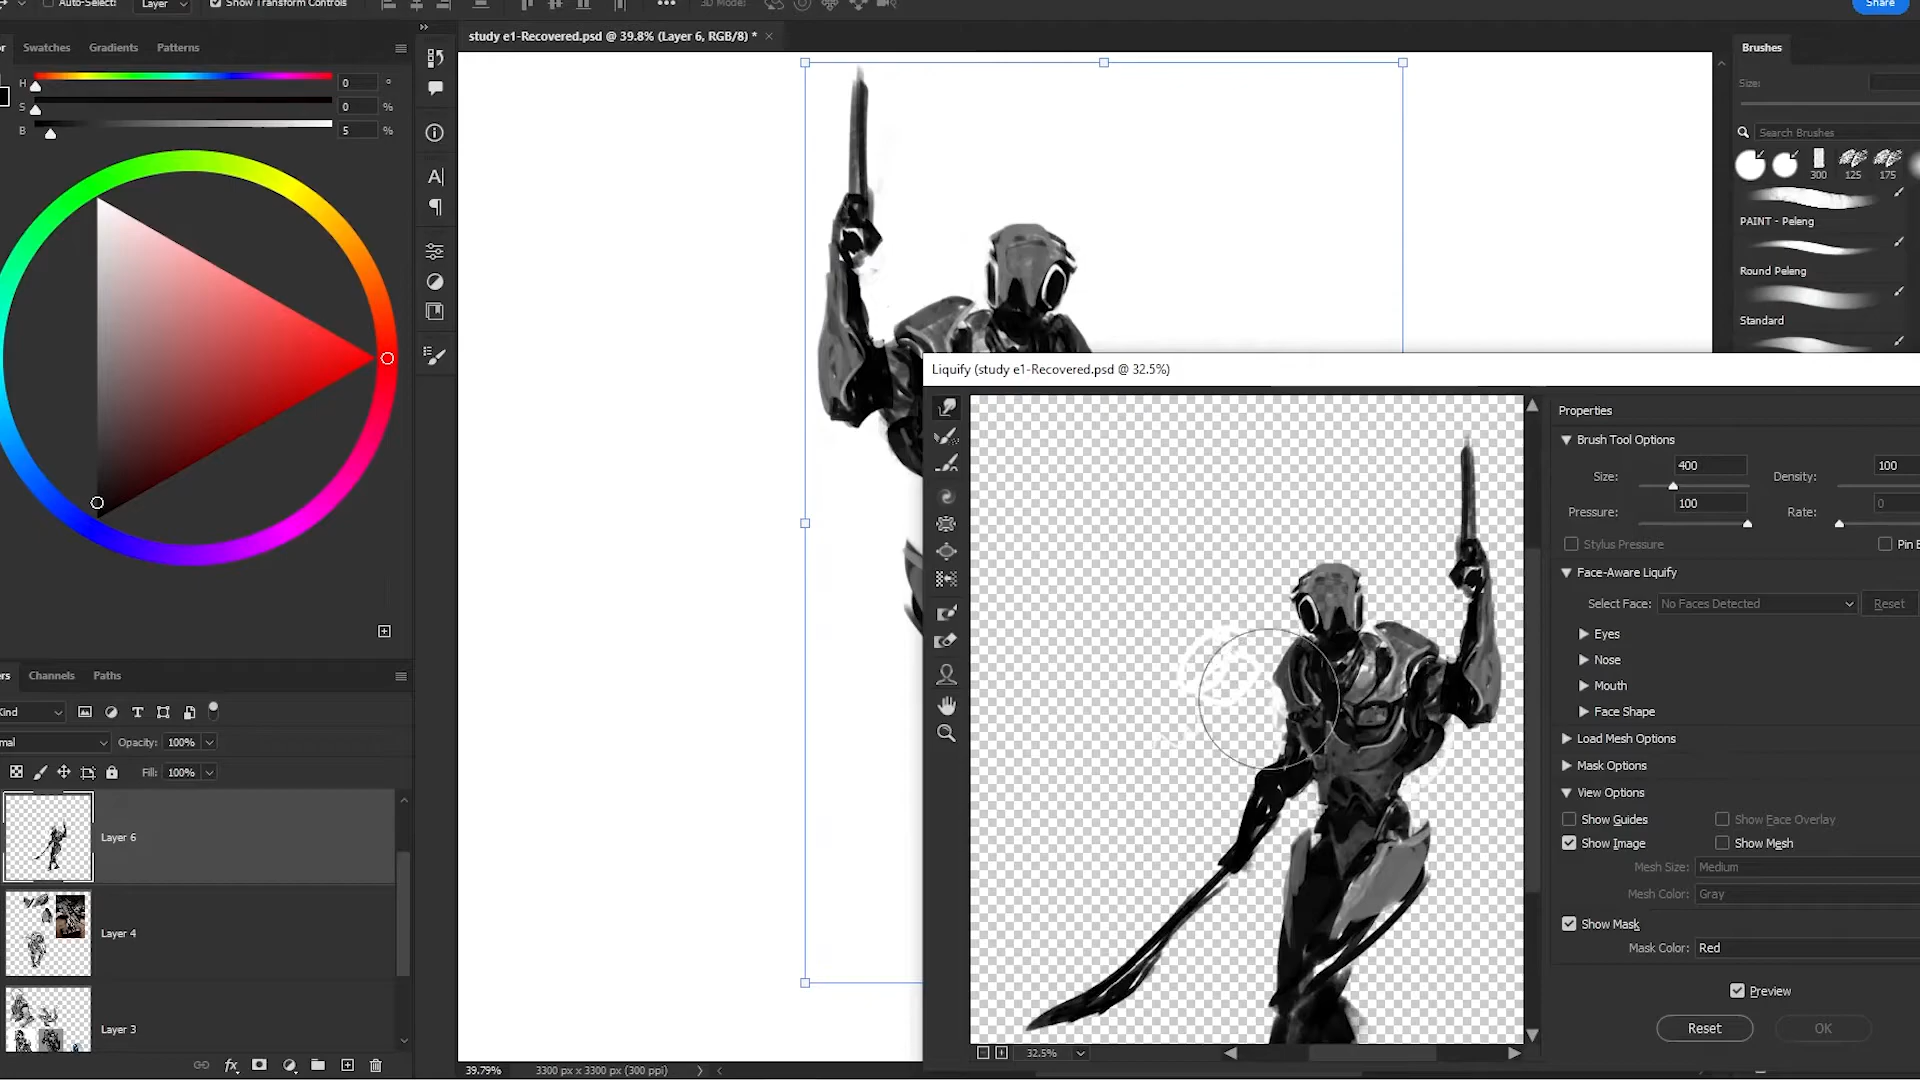 Auto-Select: Layer Show Transform Controls 3D Mode: Share
study e1-Recovered.psd @ 39.8% (Layer 6, RGB/8) *
Swatches Gradients Patterns
H 0 °
S 0 %
B 5 %
Brushes
Size:
Search Brushes
300 125 175
PAINT - Peleng
Round Peleng
Standard
Liquify (study e1-Recovered.psd @ 32.5%)
Properties
Brush Tool Options
Size: 400 Density: 100
Pressure: 100 Rate: 0
Stylus Pressure Pin E
Face-Aware Liquify
Select Face: No Faces Detected Reset
Eyes
Nose
Mouth
Face Shape
Load Mesh Options
Mask Options
View Options
Show Guides Show Face Overlay
Show Image Show Mesh
Mesh Size: Medium
Mesh Color: Gray
Show Mask
Mask Color: Red
Preview
Reset OK
32.5%
ers Channels Paths
Kind T
mal Opacity: 100%
Fill: 100%
Layer 6
Layer 4
Layer 3
fx
39.79% 3300 px x 3300 px (300 ppi)